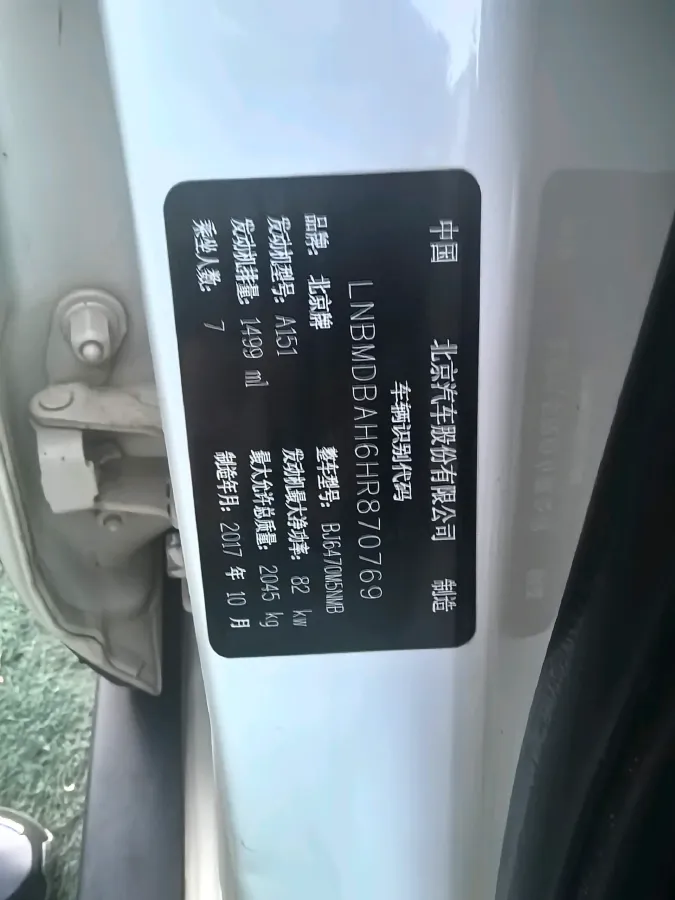 中国 北京汽车股份有限公司 制造
车辆识别代码
LNBMDBAH6HR870769
品牌： 北京牌 整车型号： BJ6470M5NMB
发动机型号： A151 发动机最大净功率： 82 kw
发动机排量： 1499 ml 最大允许总质量： 2045 kg
乘坐人数： 7 制造年月： 2017 年 10 月